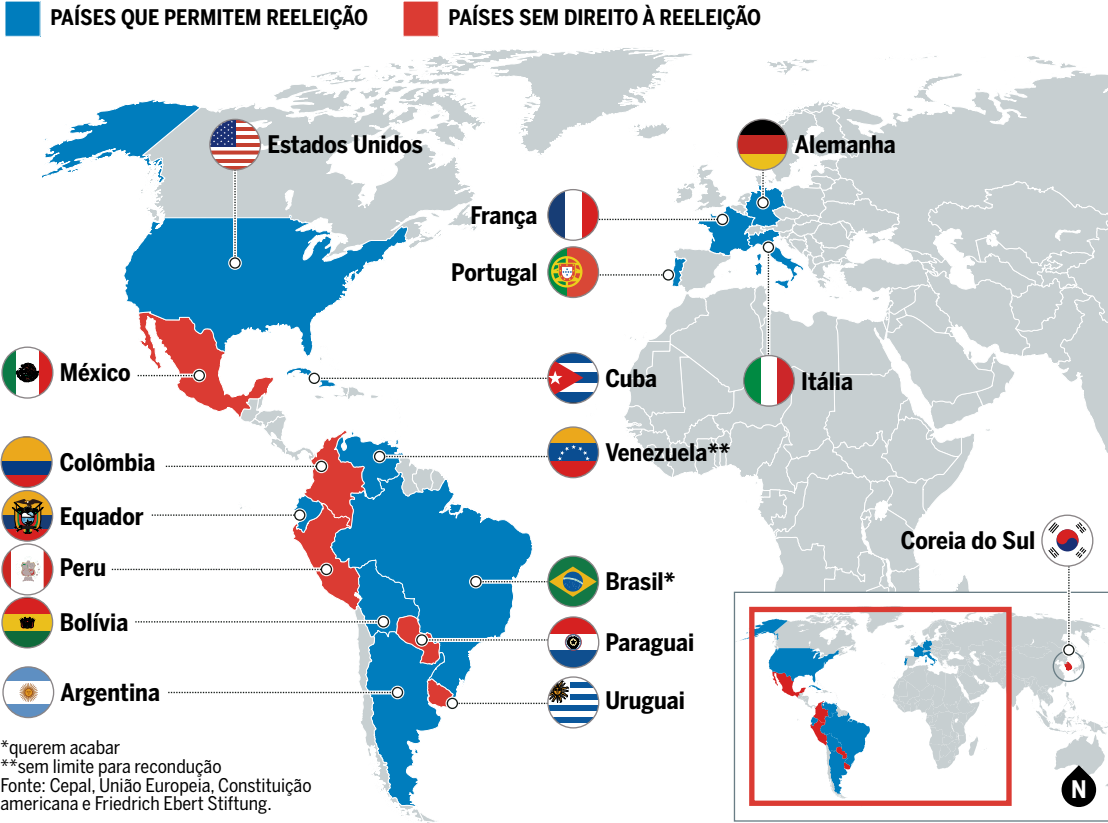 PAÍSES QUE PERMITEM REELEIÇÃO
PAÍSES SEM DIREITO À REELEIÇÃO
Estados Unidos
Alemanha
França
Portugal
México
Cuba
Itália
Colômbia
Venezuela**
Equador
Coreia do Sul
Peru
Brasil*
Bolívia
Paraguai
Argentina
Uruguai
*querem acabar
**sem limite para recondução
Fonte: Cepal, União Europeia, Constituição
americana e Friedrich Ebert Stiftung.
N